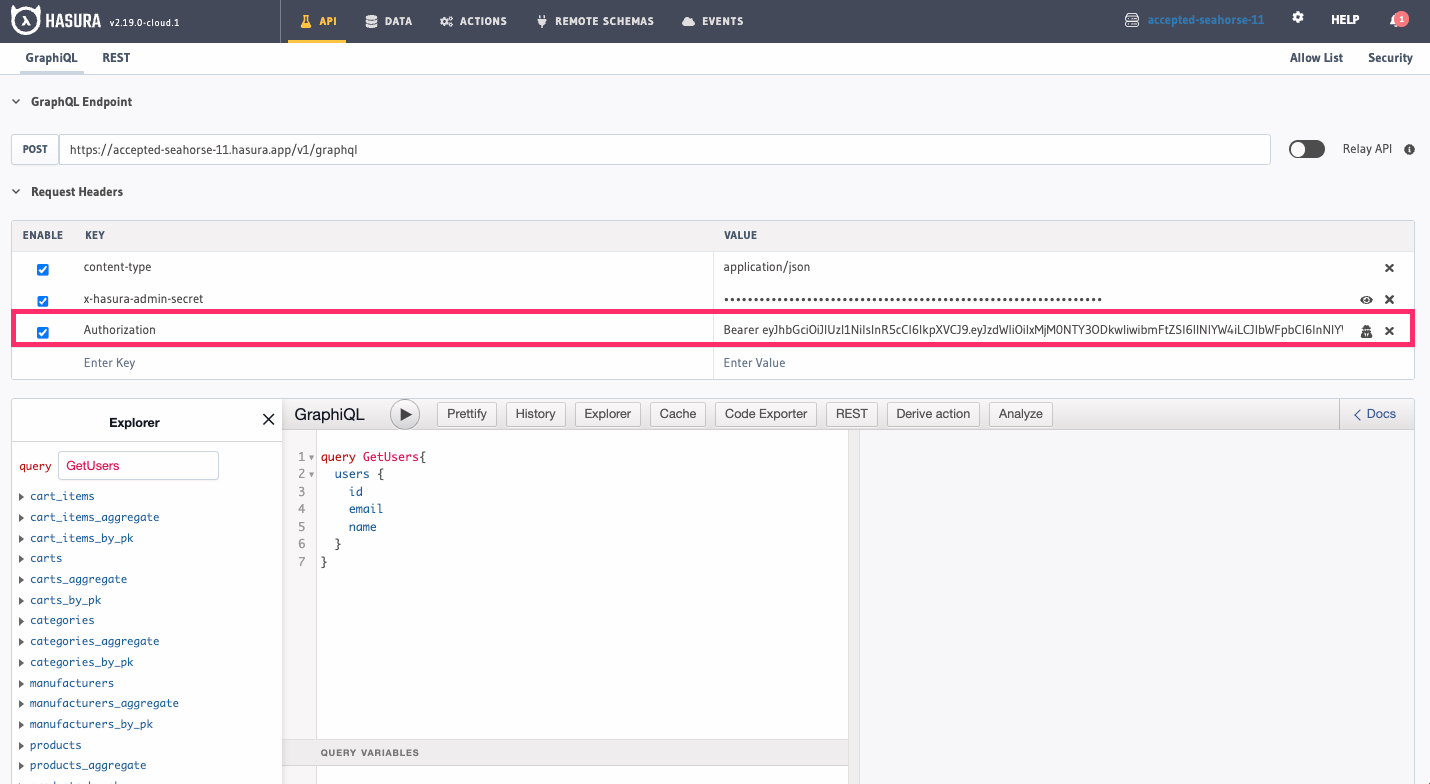 HASURA v2.19.0-cloud.1 API DATA ACTIONS REMOTE SCHEMAS EVENTS accepted-seahorse-11 HELP 1
GraphiQL REST Allow List Security
GraphQL Endpoint
POST https://accepted-seahorse-11.hasura.app/v1/graphql Relay API
Request Headers
ENABLE KEY VALUE
content-type application/json
x-hasura-admin-secret ••••••••••••••••••••••••••••••••••••••••••••••••••••••••••••••••
Authorization Bearer
Enter Key Enter Value
Explorer
GraphiQL Prettify History Explorer Cache Code Exporter REST Derive action Analyze Docs
query GetUsers
cart_items
cart_items_aggregate
cart_items_by_pk
carts
carts_aggregate
carts_by_pk
categories
categories_aggregate
categories_by_pk
manufacturers
manufacturers_aggregate
manufacturers_by_pk
products
products_aggregate
1 query GetUsers{
2 users {
3 id
4 email
5 name
6 }
7 }
QUERY VARIABLES